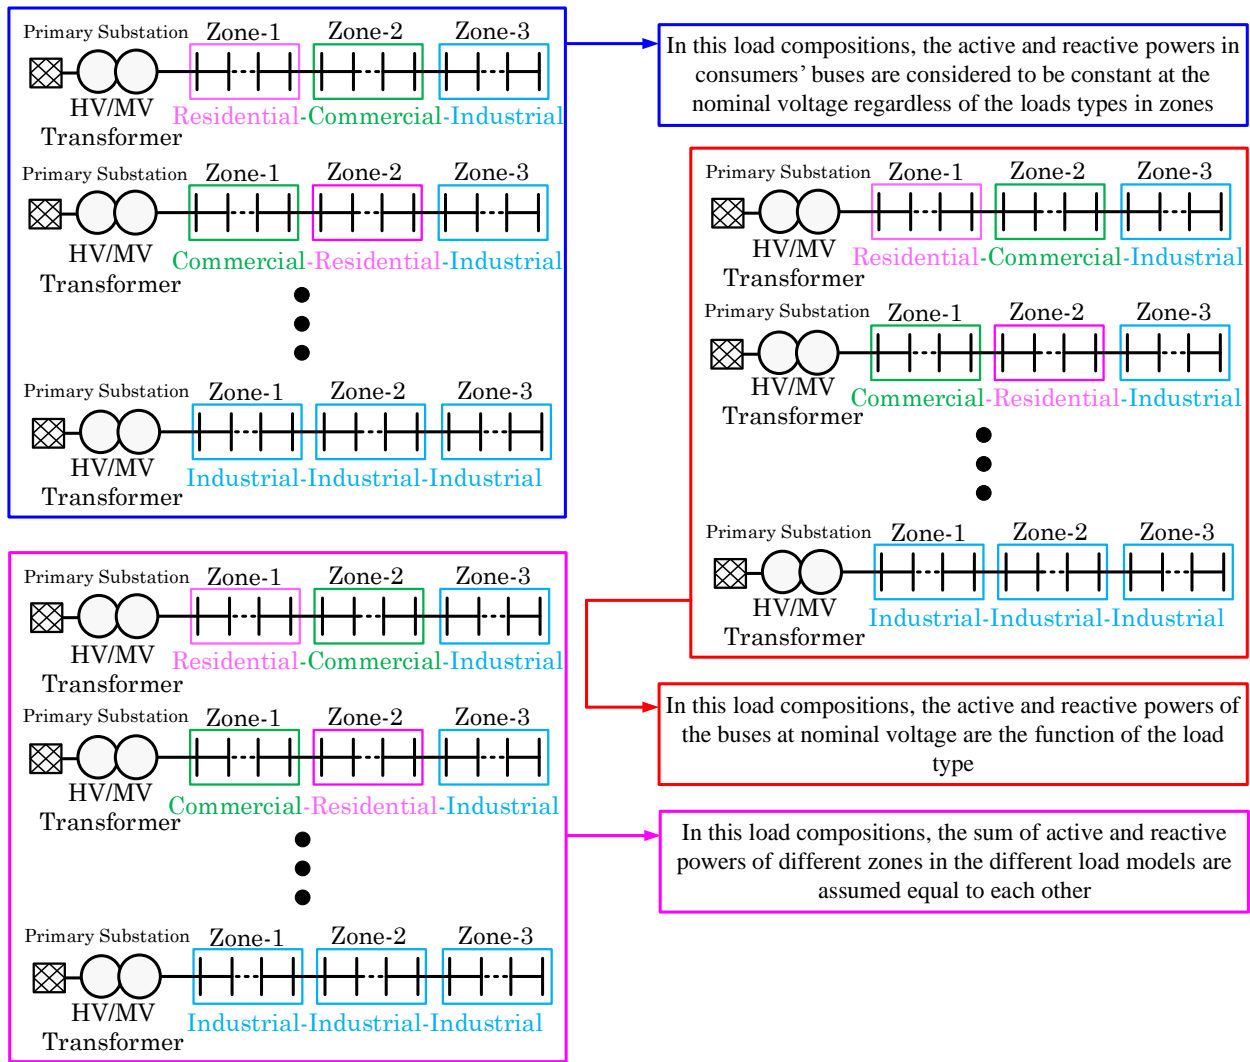 Primary Substation Zone-1 Zone-2 Zone-3
HV/MV
Transformer
Residential-Commercial-Industrial
Primary Substation Zone-1 Zone-2 Zone-3
HV/MV
Transformer
Commercial-Residential-Industrial
Primary Substation Zone-1 Zone-2 Zone-3
HV/MV
Transformer
Industrial-Industrial-Industrial
In this load compositions, the active and reactive powers in
consumers’ buses are considered to be constant at the
nominal voltage regardless of the loads types in zones
Primary Substation Zone-1 Zone-2 Zone-3
HV/MV
Transformer
Residential-Commercial-Industrial
Primary Substation Zone-1 Zone-2 Zone-3
HV/MV
Transformer
Commercial-Residential-Industrial
Primary Substation Zone-1 Zone-2 Zone-3
HV/MV
Transformer
Industrial-Industrial-Industrial
In this load compositions, the active and reactive powers of
the buses at nominal voltage are the function of the load
type
Primary Substation Zone-1 Zone-2 Zone-3
HV/MV
Transformer
Residential-Commercial-Industrial
Primary Substation Zone-1 Zone-2 Zone-3
HV/MV
Transformer
Commercial-Residential-Industrial
Primary Substation Zone-1 Zone-2 Zone-3
HV/MV
Transformer
Industrial-Industrial-Industrial
In this load compositions, the sum of active and reactive
powers of different zones in the different load models are
assumed equal to each other